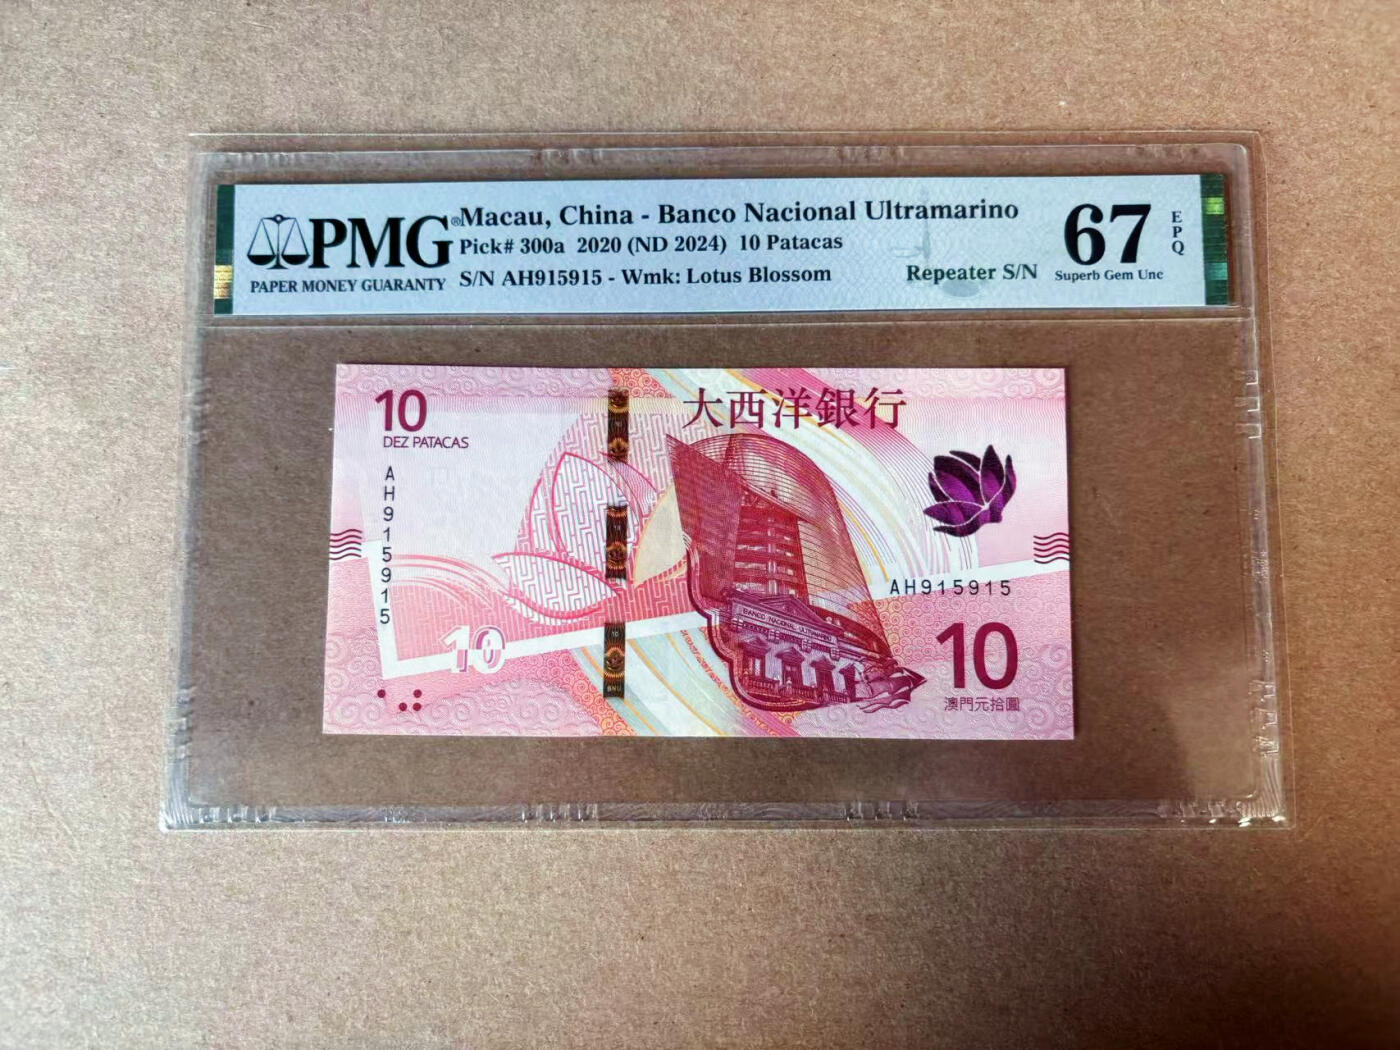 PMG®
PAPER MONEY GUARANTY
Macau, China - Banco Nacional Ultramarino
Pick# 300a 2020 (ND 2024) 10 Patacas
S/N AH915915 - Wmk: Lotus Blossom
Repeater S/N
67
EPQ
Superb Gem Unc
10
DEZ PATACAS
大西洋銀行
AH915915
BANCO NACIONAL ULTRAMARINO
AH915915
10
10
澳門元拾圓
10
BNU